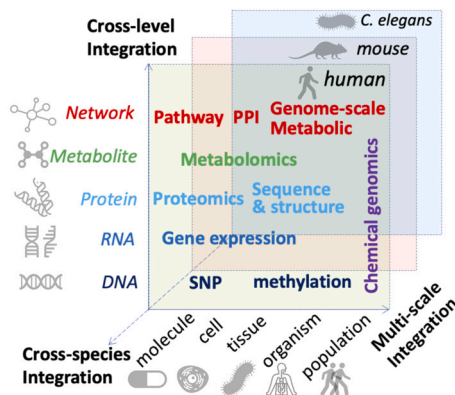 Cross-level
Integration
C. elegans
mouse
human
Network
Pathway PPI Genome-scale
Metabolic
Metabolite
Metabolomics
Protein
Proteomics Sequence
& structure
RNA
Gene expression
Chemical genomics
DNA
SNP methylation
molecule
cell
tissue
organism
population
Multi-scale
Integration
Cross-species
Integration